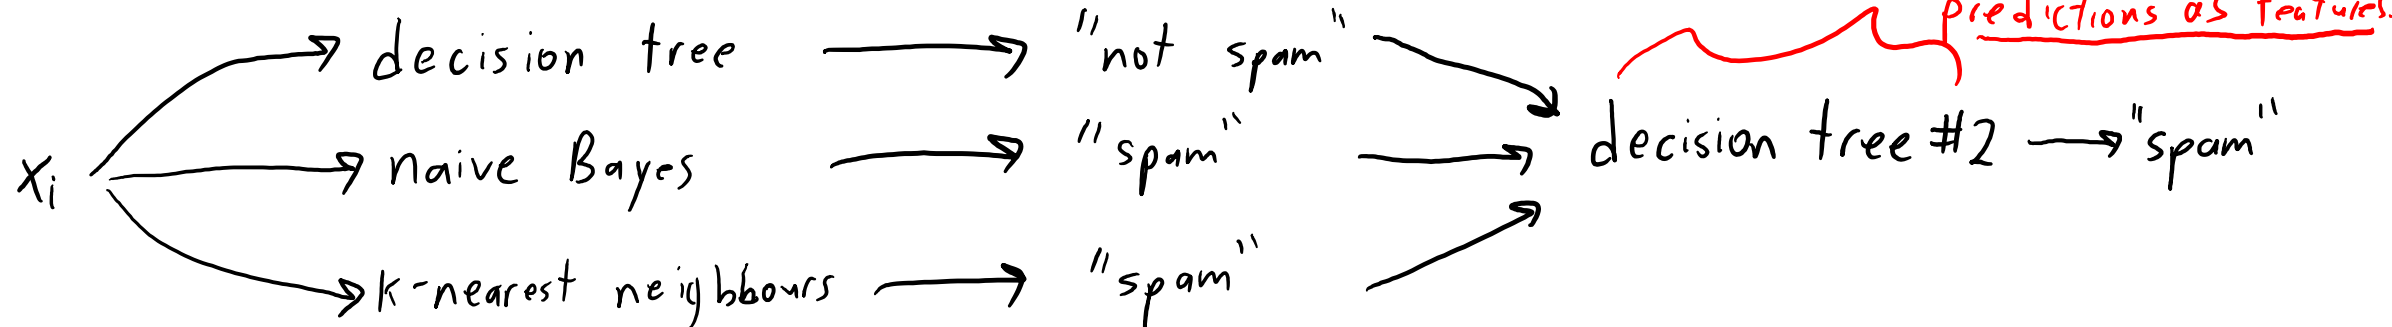 predictions as features.
decision tree "not spam"
xi naive Bayes "spam" decision tree #2 "spam"
k-nearest neighbours "spam"